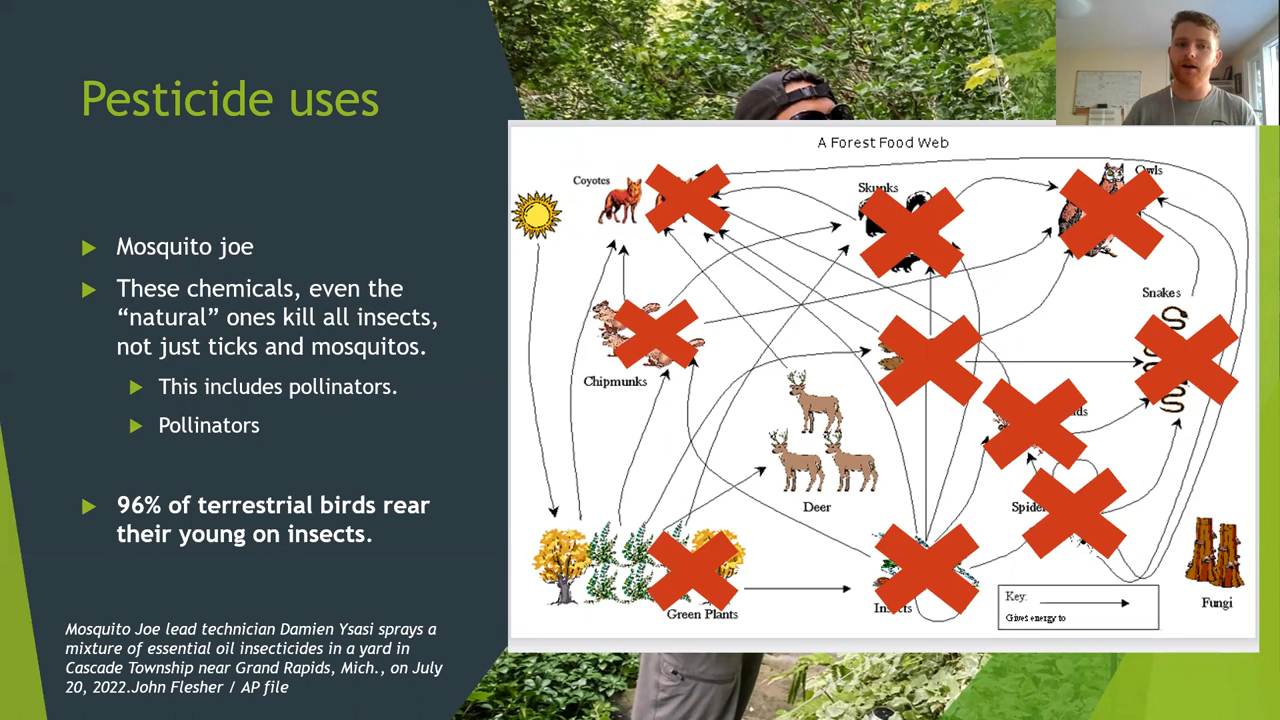 Pesticide uses
Mosquito joe
These chemicals, even the
“natural” ones kill all insects,
not just ticks and mosquitos.
This includes pollinators.
Pollinators
96% of terrestrial birds rear
their young on insects.
Mosquito Joe lead technician Damien Ysasi sprays a
mixture of essential oil insecticides in a yard in
Cascade Township near Grand Rapids, Mich., on July
20, 2022.John Flesher / AP file
A Forest Food Web
Coyotes
Skunks
Owls
Snakes
Chipmunks
Deer
Green Plants
Insects
Fungi
Key:
Gives energy to